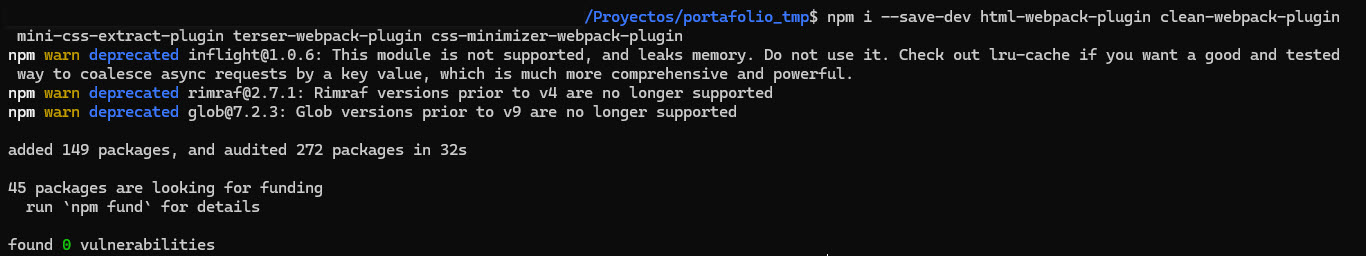 /Proyectos/portafolio_tmp$ npm i --save-dev html-webpack-plugin clean-webpack-plugin
mini-css-extract-plugin terser-webpack-plugin css-minimizer-webpack-plugin
npm warn deprecated inflight@1.0.6: This module is not supported, and leaks memory. Do not use it. Check out lru-cache if you want a good and tested
way to coalesce async requests by a key value, which is much more comprehensive and powerful.
npm warn deprecated rimraf@2.7.1: Rimraf versions prior to v4 are no longer supported
npm warn deprecated glob@7.2.3: Glob versions prior to v9 are no longer supported
added 149 packages, and audited 272 packages in 32s
45 packages are looking for funding
run `npm fund` for details
found 0 vulnerabilities